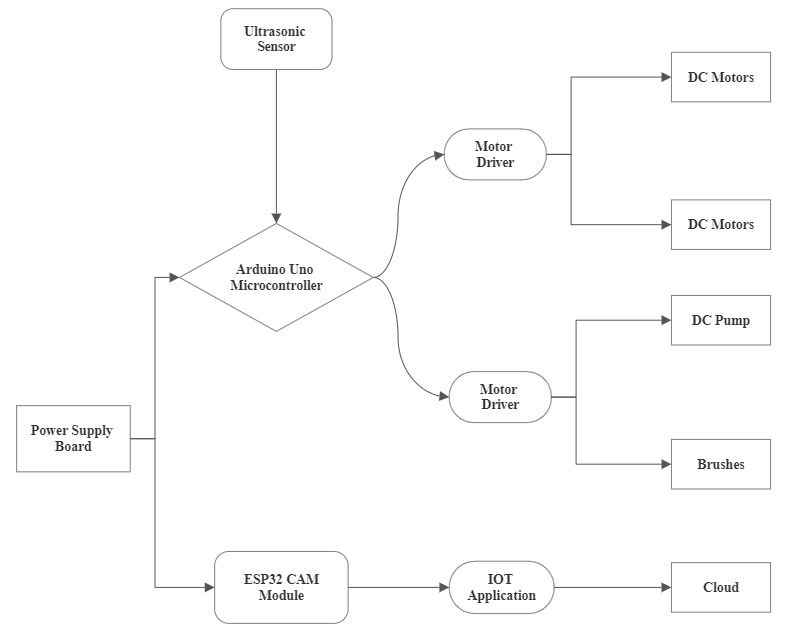 Ultrasonic
Sensor
DC Motors
Motor
Driver
DC Motors
Arduino Uno
Microcontroller
DC Pump
Motor
Driver
Power Supply
Board
Brushes
ESP32 CAM
Module
IOT
Application
Cloud